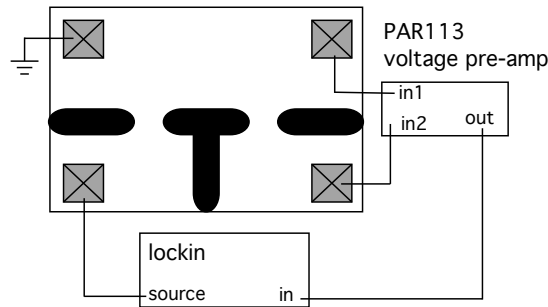 PAR113
voltage pre-amp
in1
in2
out
lockin
source
in